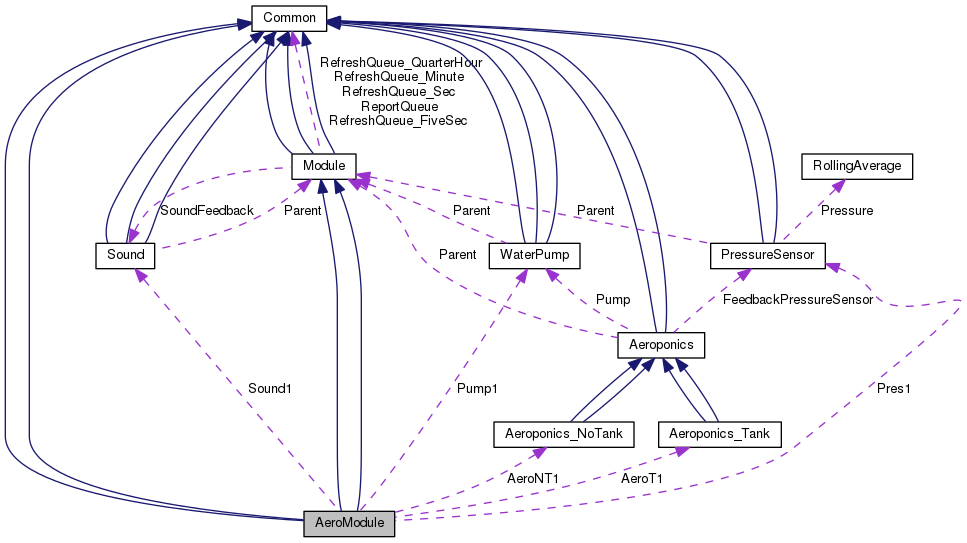 Common
RefreshQueue_QuarterHour
RefreshQueue_Minute
RefreshQueue_Sec
ReportQueue
RefreshQueue_FiveSec
Module
RollingAverage
SoundFeedback
Parent
Parent
Parent
Pressure
Sound
Parent
WaterPump
PressureSensor
Pump
FeedbackPressureSensor
Aeroponics
Sound1
Pump1
Pres1
Aeroponics_NoTank
Aeroponics_Tank
AeroNT1
AeroT1
AeroModule